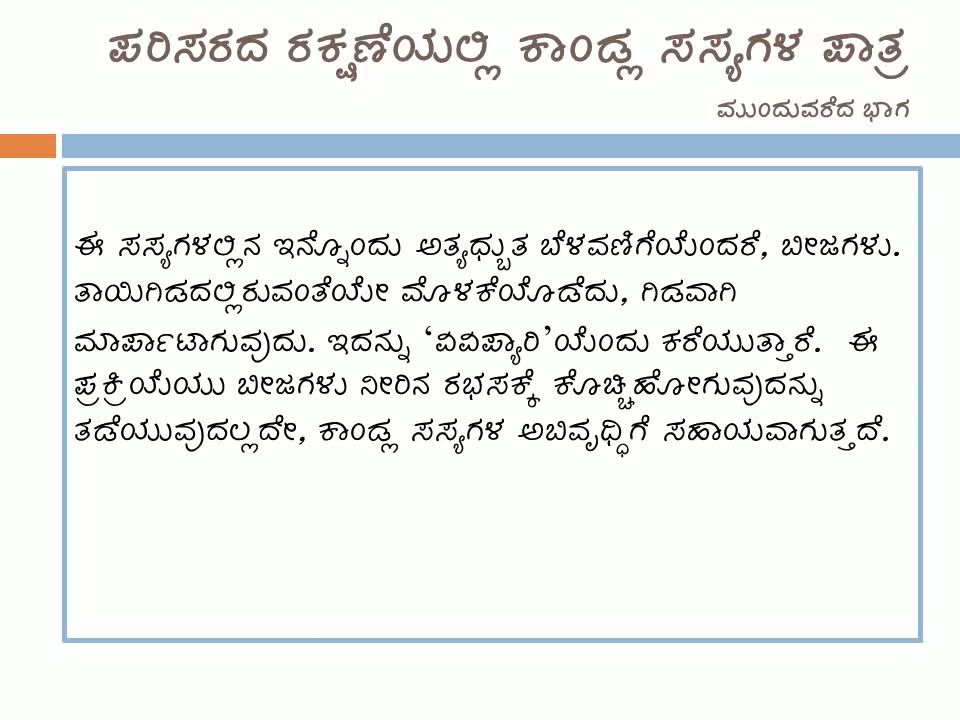 ಪರಿಸರದ ರಕ್ಷಣೆಯಲ್ಲಿ ಕಾಂಡ್ಲ ಸಸ್ಯಗಳ ಪಾತ್ರ
ಮುಂದುವರೆದ ಭಾಗ
ಈ ಸಸ್ಯಗಳಲ್ಲಿನ ಇನ್ನೊಂದು ಅತ್ಯಧ್ಬುತ ಬೆಳವಣಿಗೆಯೆಂದರೆ, ಬೀಜಗಳು.
ತಾಯಿಗಿಡದಲ್ಲಿರುವಂತೆಯೇ ಮೊಳಕೆಯೊಡೆದು, ಗಿಡವಾಗಿ
ಮಾರ್ಪಾಟಾಗುವುದು. ಇದನ್ನು ‘ವಿವಿಪ್ಯಾರಿ’ಯೆಂದು ಕರೆಯುತ್ತಾರೆ. ಈ
ಪ್ರಕ್ರಿಯೆಯು ಬೀಜಗಳು ನೀರಿನ ರಭಸಕ್ಕೆ ಕೊಚ್ಚಿಹೋಗುವುದನ್ನು
ತಡೆಯುವುದಲ್ಲದೇ, ಕಾಂಡ್ಲ ಸಸ್ಯಗಳ ಅಬಿವೃಧ್ಧಿಗೆ ಸಹಾಯವಾಗುತ್ತದೆ.